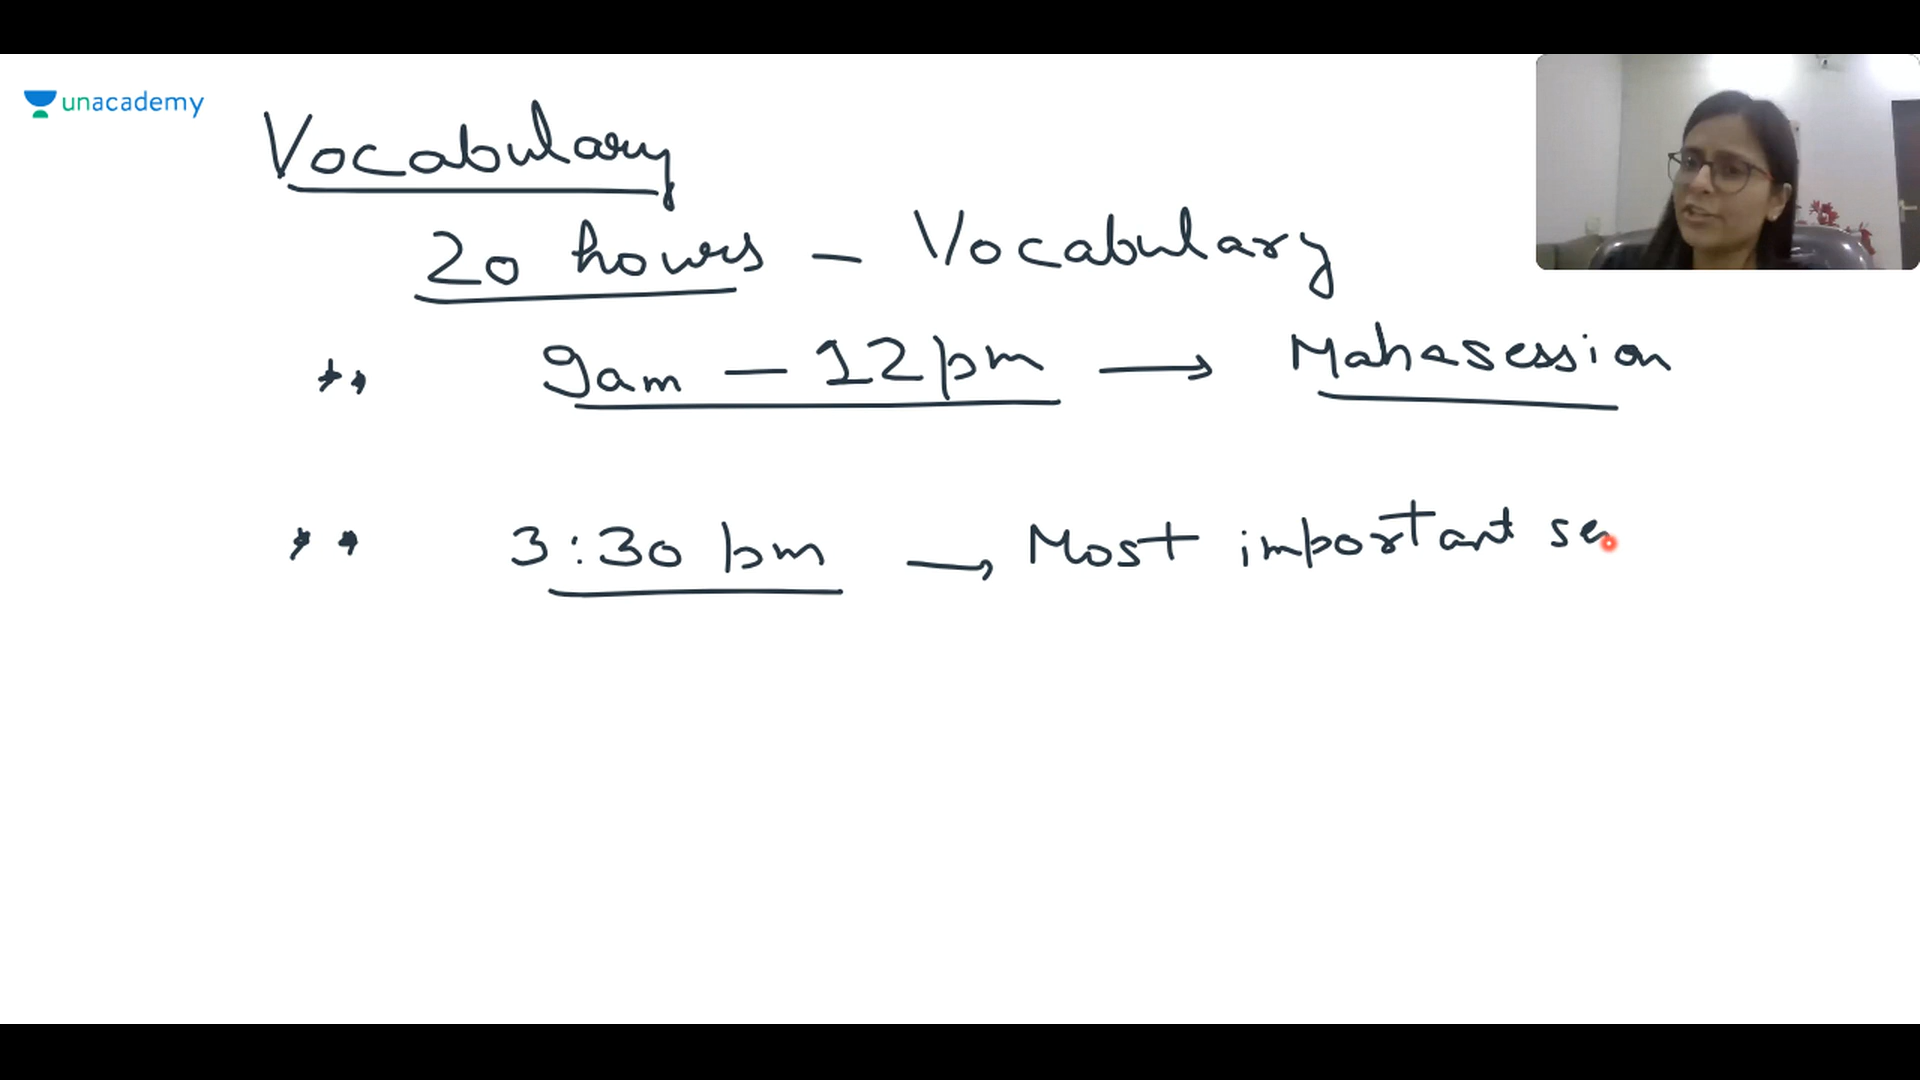 unacademy
Vocabulary
20 hours - Vocabulary
** 9am - 12pm → Mahasession
** 3:30 pm → Most important se